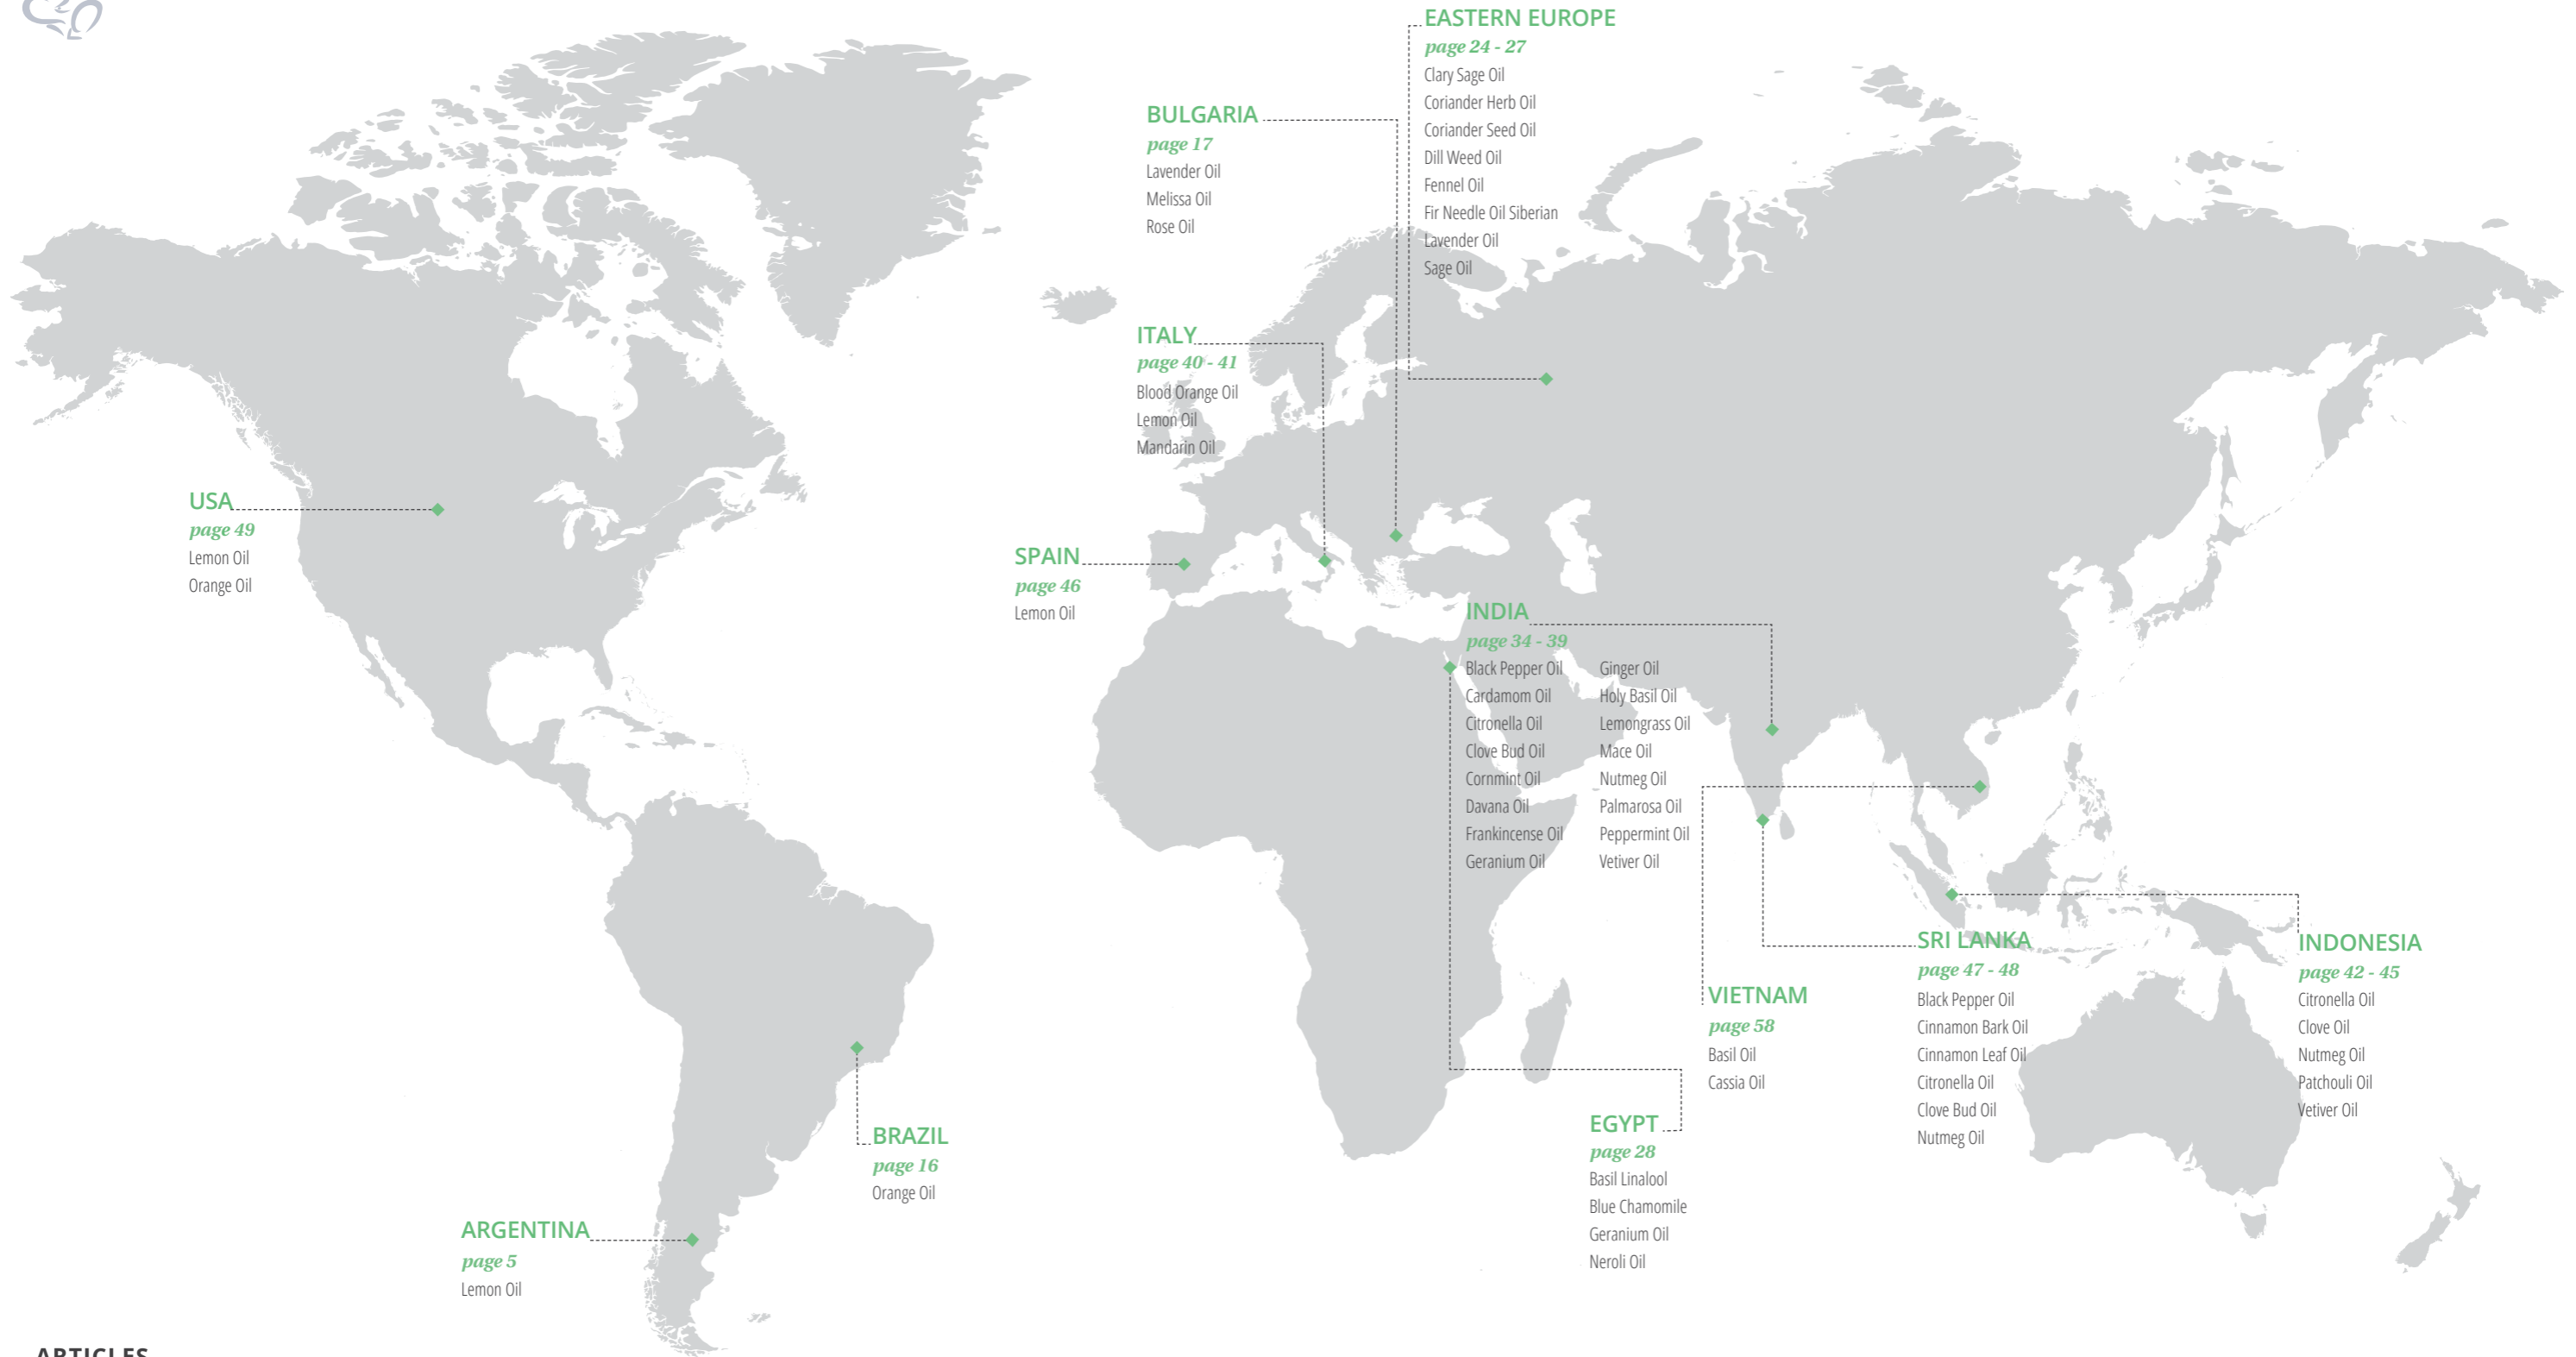 EASTERN EUROPE
page 24 - 27
Clary Sage Oil
Coriander Herb Oil
Coriander Seed Oil
Dill Weed Oil
Fennel Oil
Fir Needle Oil Siberian
Lavender Oil
Sage Oil
BULGARIA
page 17
Lavender Oil
Melissa Oil
Rose Oil
ITALY
page 40 - 41
Blood Orange Oil
Lemon Oil
Mandarin Oil
USA
page 49
Lemon Oil
Orange Oil
SPAIN
page 46
Lemon Oil
INDIA
page 34 - 39
Black Pepper Oil
Cardamom Oil
Citronella Oil
Clove Bud Oil
Cornmint Oil
Davana Oil
Frankincense Oil
Geranium Oil
Ginger Oil
Holy Basil Oil
Lemongrass Oil
Mace Oil
Nutmeg Oil
Palmarosa Oil
Peppermint Oil
Vetiver Oil
SRI LANKA
page 47 - 48
Black Pepper Oil
Cinnamon Bark Oil
Cinnamon Leaf Oil
Citronella Oil
Clove Bud Oil
Nutmeg Oil
INDONESIA
page 42 - 45
Citronella Oil
Clove Oil
Nutmeg Oil
Patchouli Oil
Vetiver Oil
VIETNAM
page 58
Basil Oil
Cassia Oil
EGYPT
page 28
Basil Linalool
Blue Chamomile
Geranium Oil
Neroli Oil
BRAZIL
page 16
Orange Oil
ARGENTINA
page 5
Lemon Oil
ARTICLES